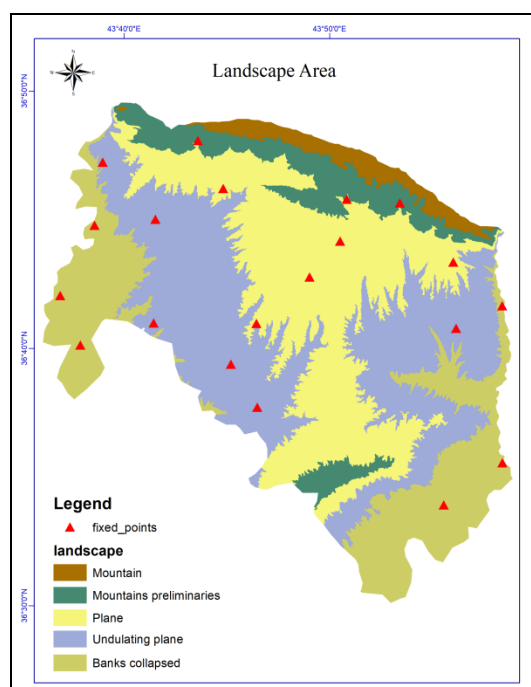 43°40'0"E 43°50'0"E
N
W E
S
Landscape Area
36°50'0"N
36°40'0"N
36°30'0"N
Legend
fixed_points
landscape
Mountain
Mountains preliminaries
Plane
Undulating plane
Banks collapsed